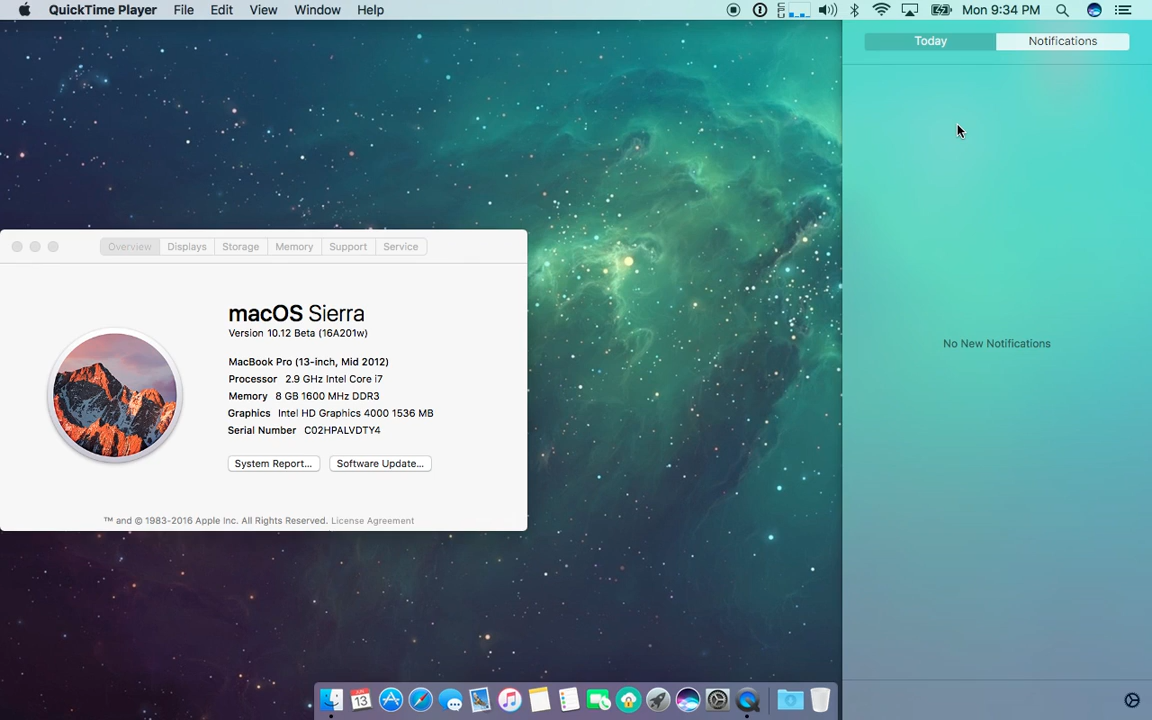 QuickTime Player File Edit View Window Help Mon 9:34 PM
Today Notifications
Overview Displays Storage Memory Support Service
macOS Sierra
Version 10.12 Beta (16A201w)
MacBook Pro (13-inch, Mid 2012)
Processor 2.9 GHz Intel Core i7
Memory 8 GB 1600 MHz DDR3
Graphics Intel HD Graphics 4000 1536 MB
Serial Number C02HPALVDTY4
System Report... Software Update...
™ and © 1983-2016 Apple Inc. All Rights Reserved. License Agreement
No New Notifications
JUN
13